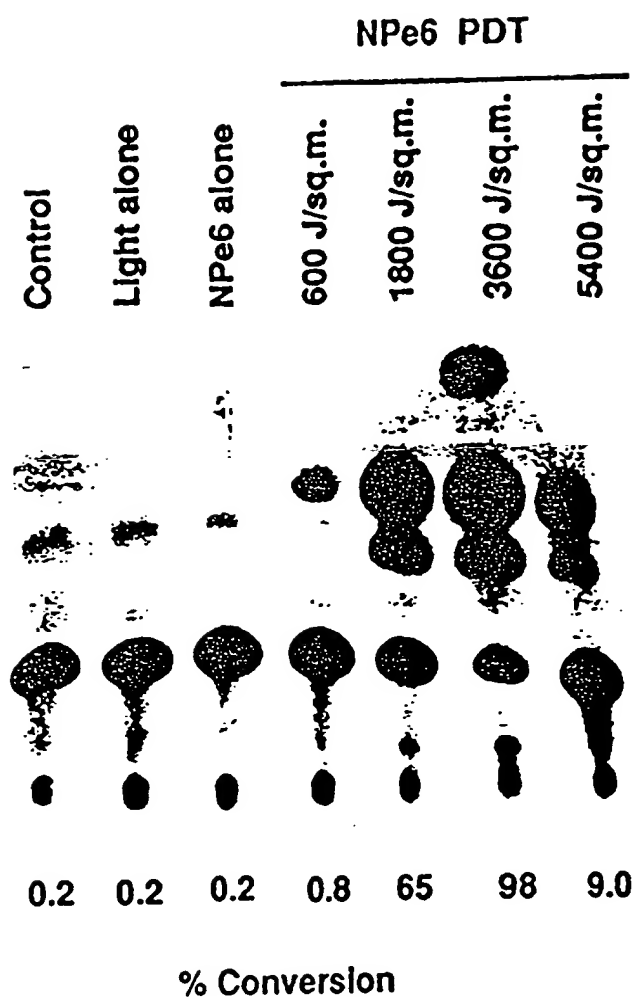 NPe6 PDT
Control
Light alone
NPe6 alone
600 J/sq.m.
1800 J/sq.m.
3600 J/sq.m.
5400 J/sq.m.
0.2 0.2 0.2 0.8 65 98 9.0
% Conversion